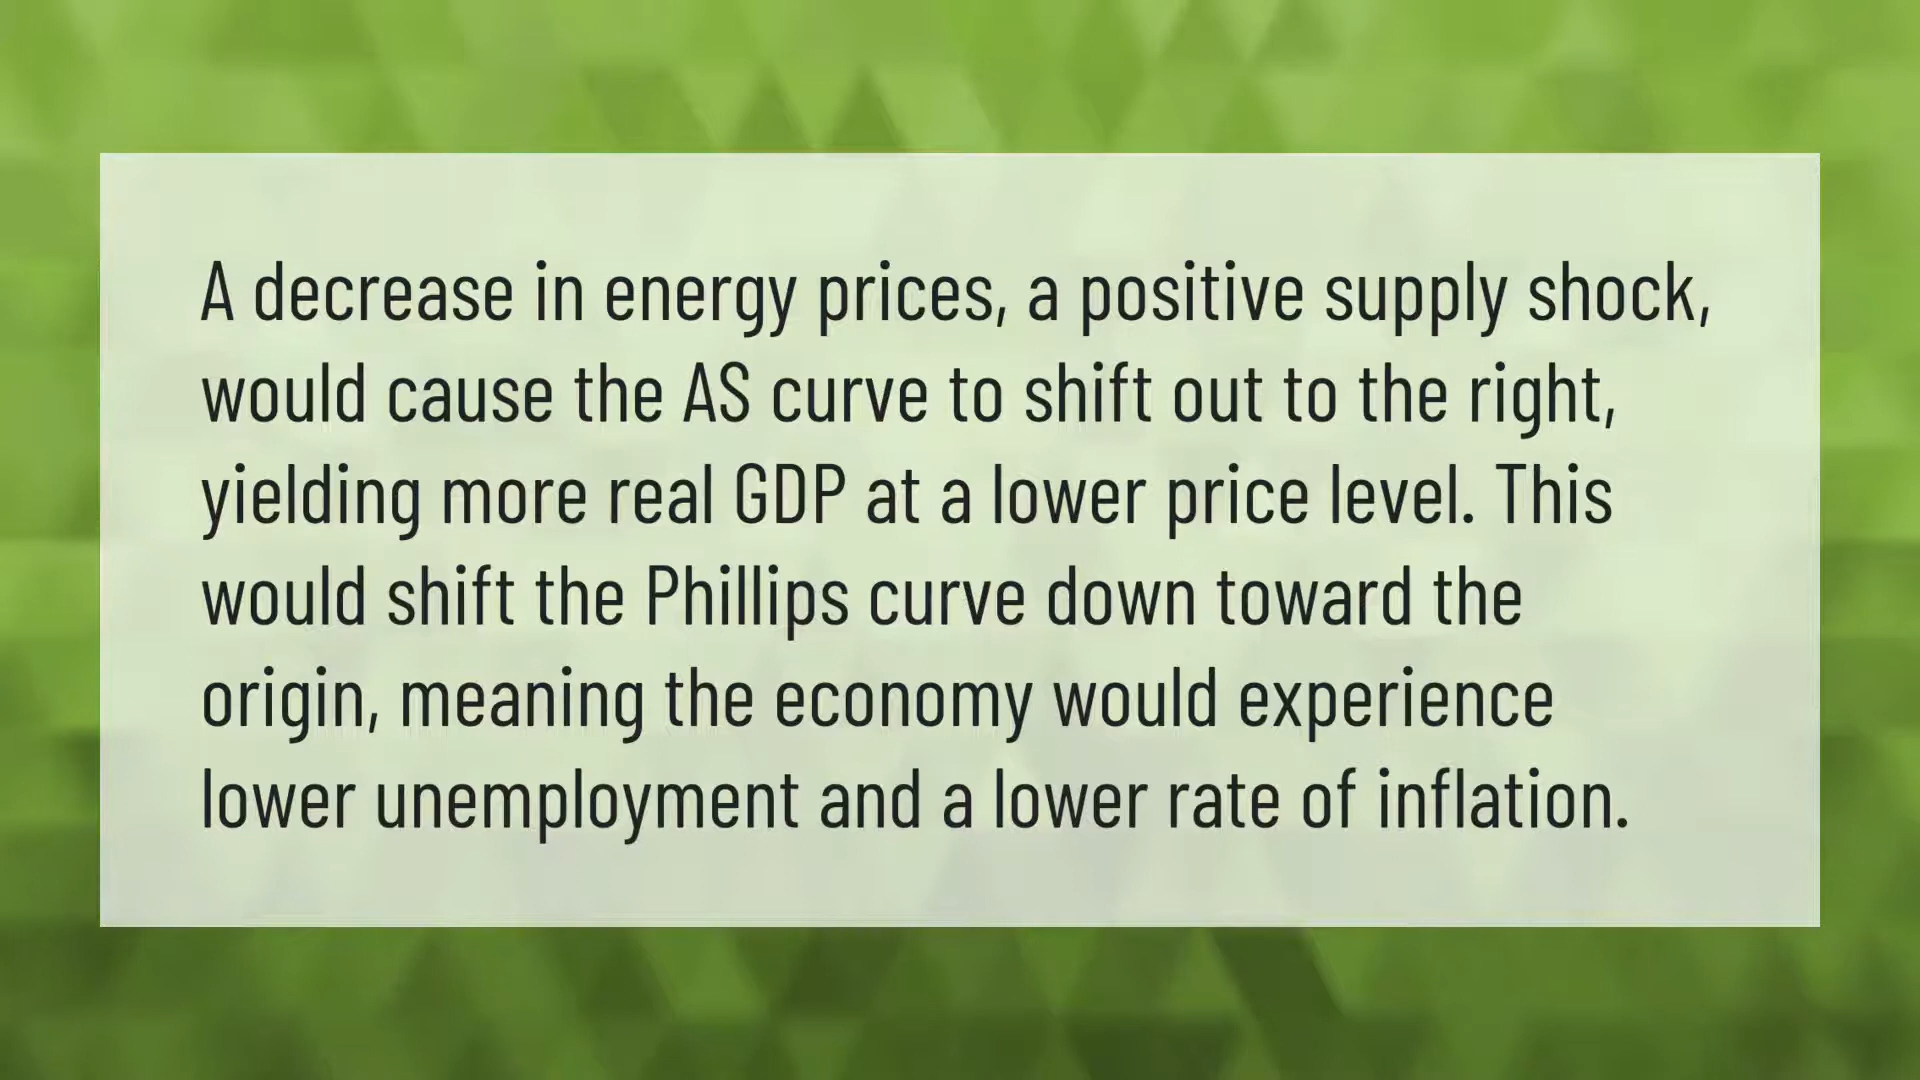 A decrease in energy prices, a positive supply shock,
would cause the AS curve to shift out to the right,
yielding more real GDP at a lower price level. This
would shift the Phillips curve down toward the
origin, meaning the economy would experience
lower unemployment and a lower rate of inflation.